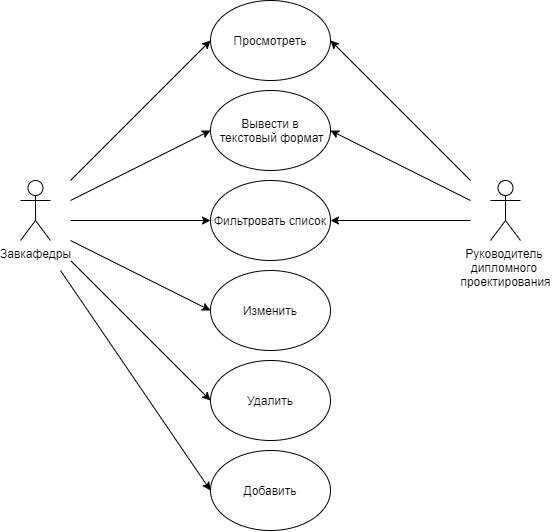 Просмотреть
Вывести в
текстовый формат
Фильтровать список
Завкафедры
Руководитель
дипломного
проектирования
Изменить
Удалить
Добавить